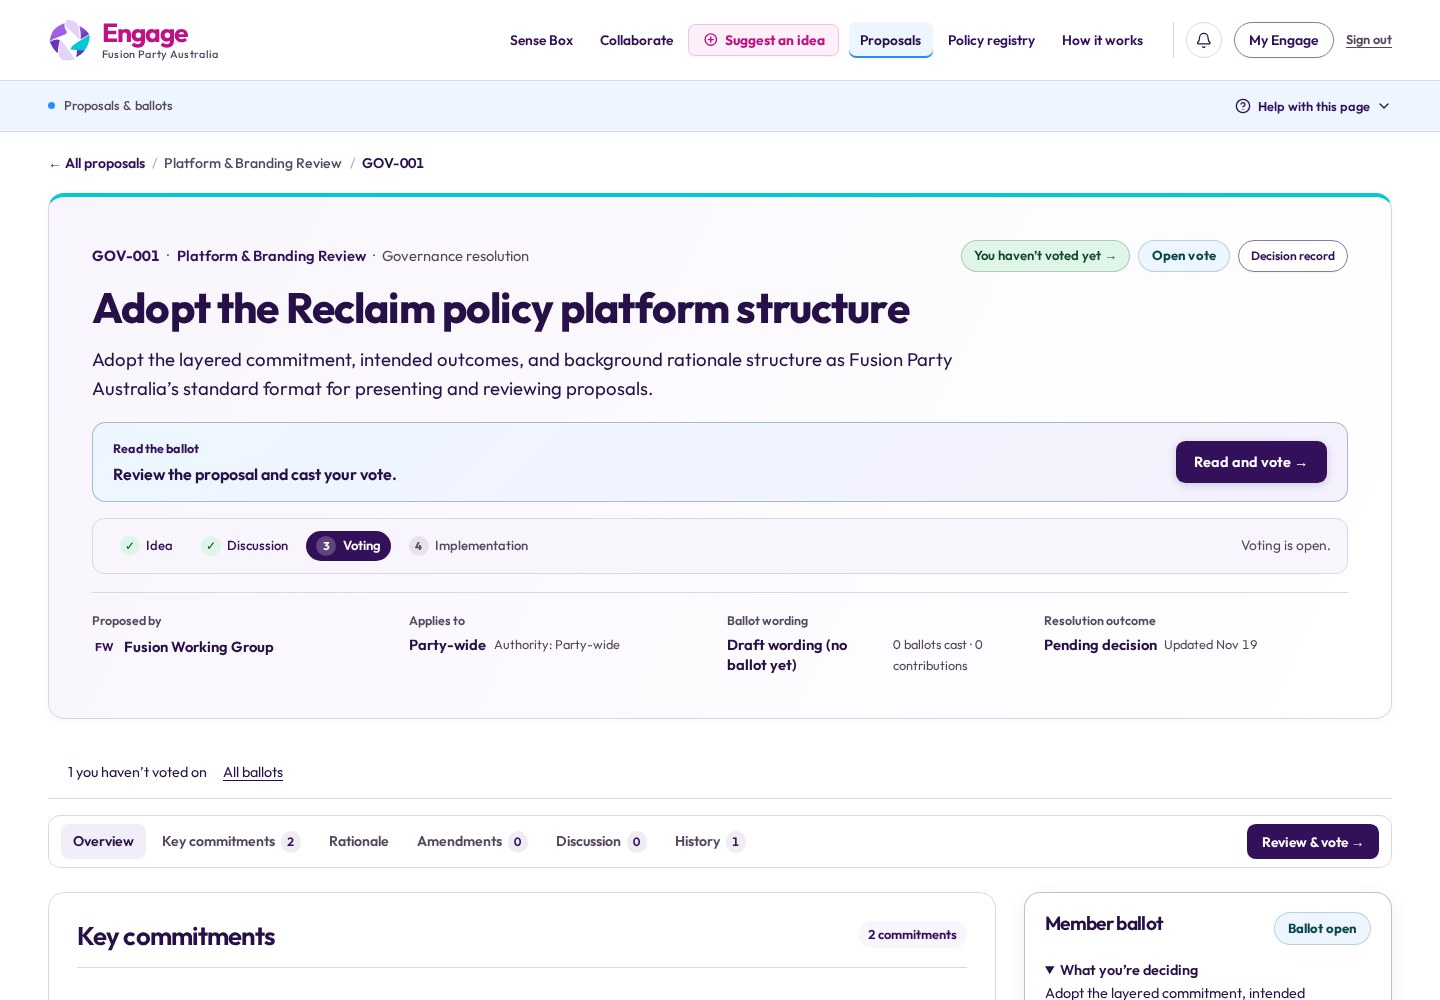 Engage
Fusion Party Australia
Sense Box
Collaborate
Suggest an idea
Proposals
Policy registry
How it works
My Engage
Sign out
Proposals & ballots
Help with this page
← All proposals / Platform & Branding Review / GOV-001
GOV-001 · Platform & Branding Review · Governance resolution
You haven't voted yet →
Open vote
Decision record
Adopt the Reclaim policy platform structure
Adopt the layered commitment, intended outcomes, and background rationale structure as Fusion Party
Australia's standard format for presenting and reviewing proposals.
Read the ballot
Review the proposal and cast your vote.
Read and vote →
✓ Idea
✓ Discussion
3 Voting
4 Implementation
Voting is open.
Proposed by
FW Fusion Working Group
Applies to
Party-wide Authority: Party-wide
Ballot wording
Draft wording (no
ballot yet)
0 ballots cast · 0
contributions
Resolution outcome
Pending decision Updated Nov 19
1 you haven't voted on
All ballots
Overview
Key commitments 2
Rationale
Amendments 0
Discussion 0
History 1
Review & vote →
Key commitments
2 commitments
Member ballot
Ballot open
▼ What you're deciding
Adopt the layered commitment, intended